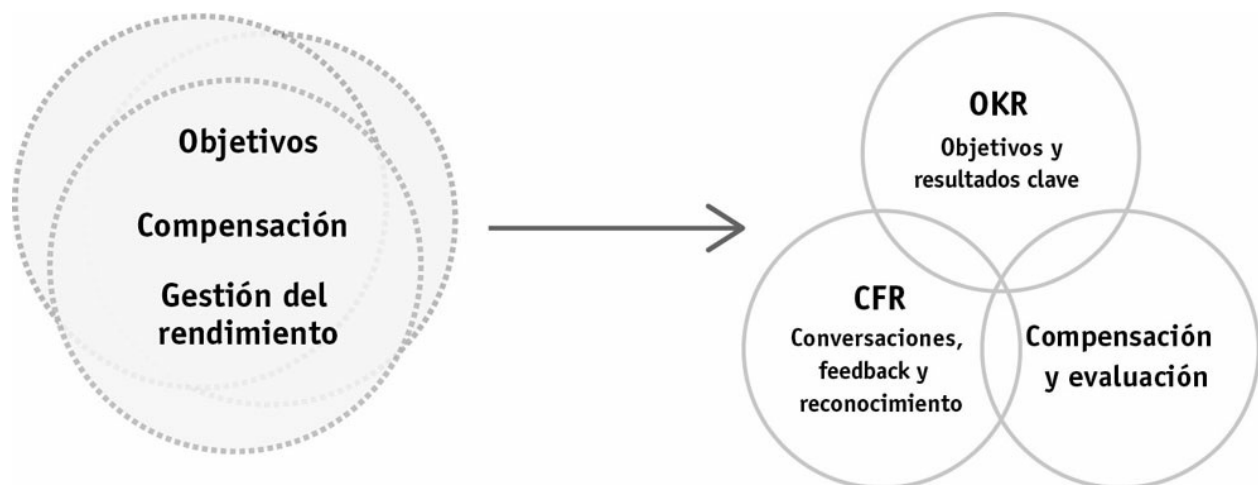 Objetivos
Compensación
Gestión del
rendimiento
OKR
Objetivos y
resultados clave
CFR
Conversaciones,
feedback y
reconocimiento
Compensación
y evaluación